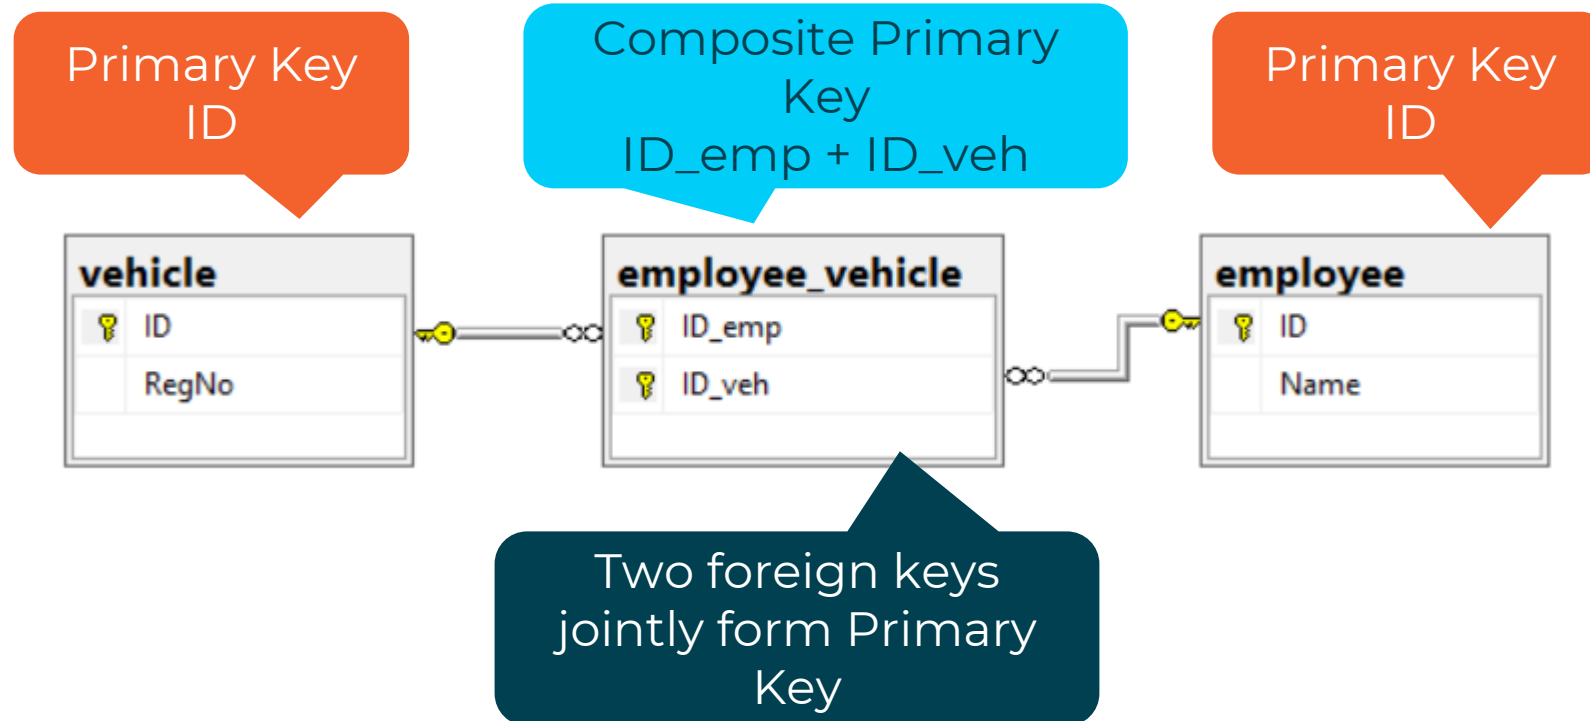 Primary Key
ID
Composite Primary
Key
ID_emp + ID_veh
Primary Key
ID
vehicle
ID
RegNo
employee_vehicle
ID_emp
ID_veh
employee
ID
Name
Two foreign keys
jointly form Primary
Key